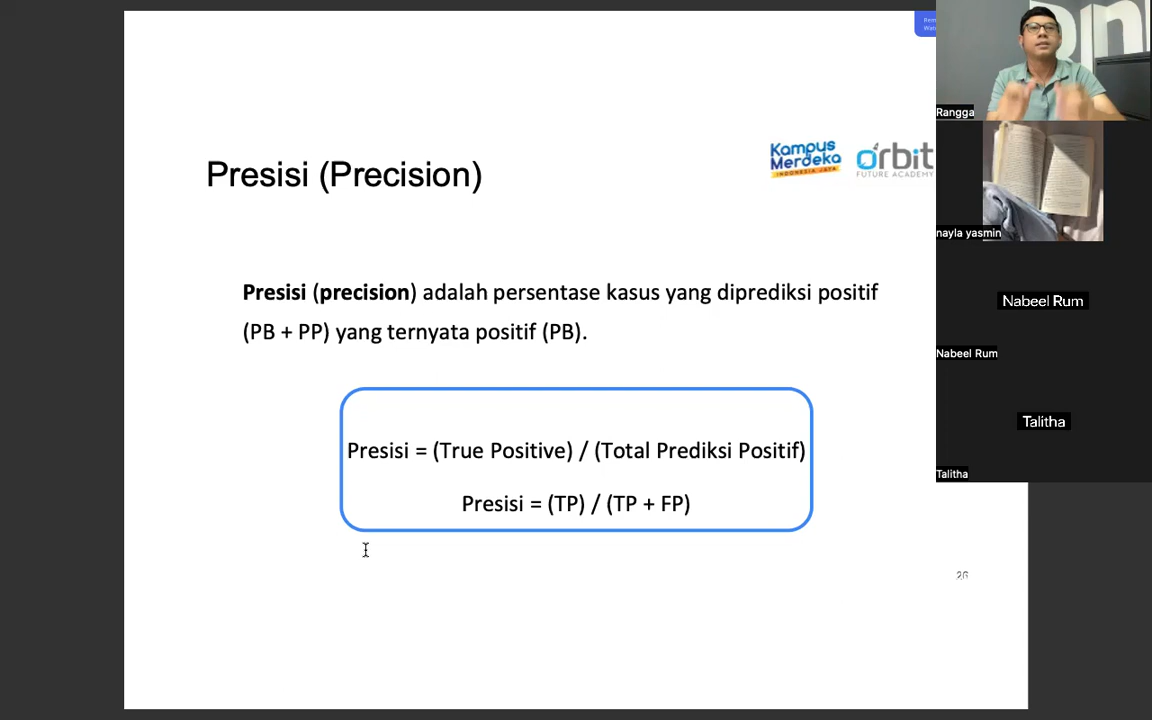 Presisi (Precision)
Kampus
Merdeka
INDONESIA JAYA
orbit
FUTURE ACADEMY
Presisi (precision) adalah persentase kasus yang diprediksi positif
(PB + PP) yang ternyata positif (PB).
Presisi = (True Positive) / (Total Prediksi Positif)
Presisi = (TP) / (TP + FP)
26
Rangga
nayla yasmin
Nabeel Rum
Nabeel Rum
Talitha
Talitha